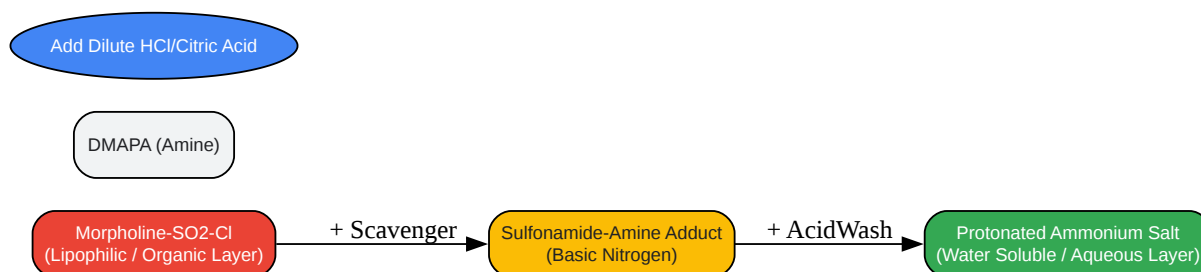 Add Dilute HCl/Citric Acid
DMAPA (Amine)
Morpholine-SO2-Cl
(Lipophilic / Organic Layer)
+ Scavenger
Sulfonamide-Amine Adduct
(Basic Nitrogen)
+ AcidWash
Protonated Ammonium Salt
(Water Soluble / Aqueous Layer)